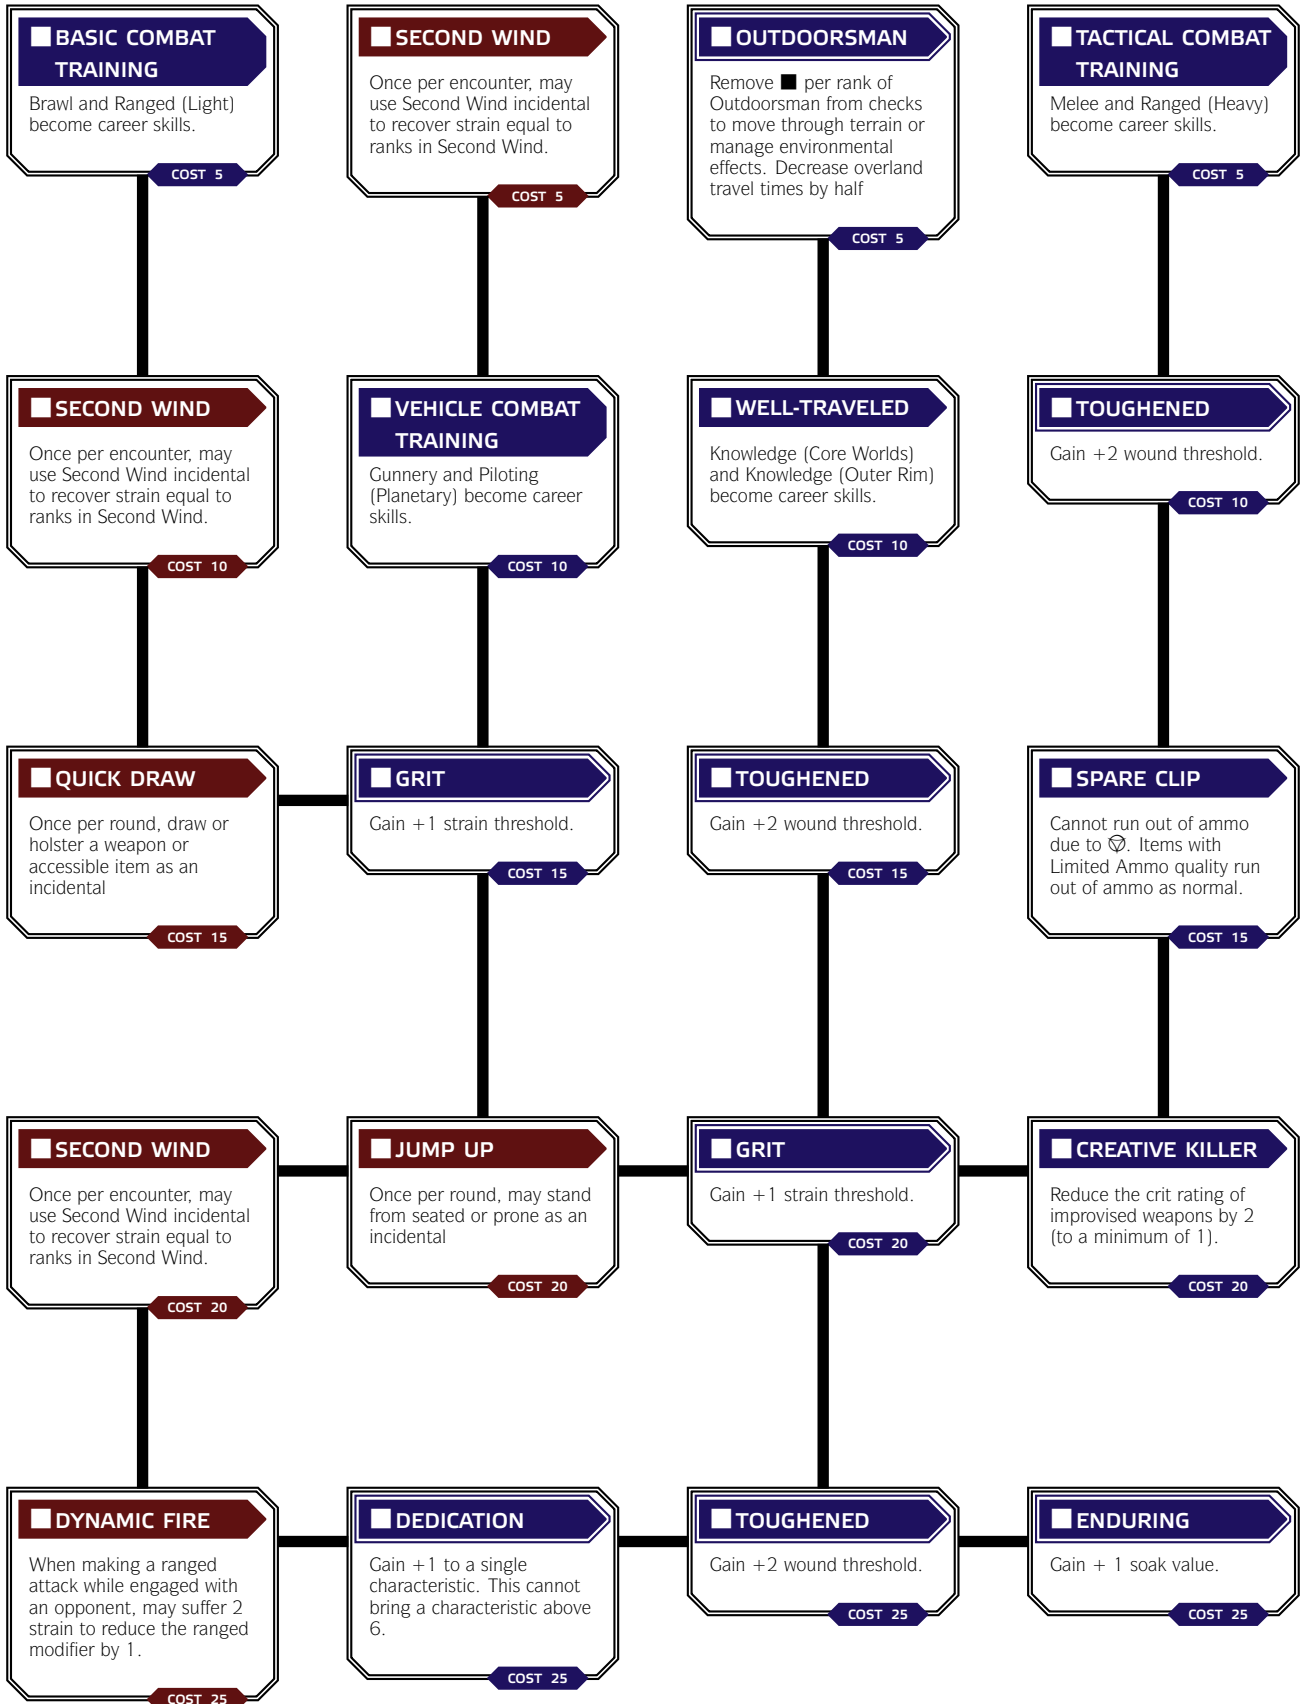 BASIC COMBAT
TRAINING
Brawl and Ranged (Light)
become career skills.
COST 5
SECOND WIND
Once per encounter, may
use Second Wind incidental
to recover strain equal to
ranks in Second Wind.
COST 5
OUTDOORSMAN
Remove ■ per rank of
Outdoorsman from checks
to move through terrain or
manage environmental
effects. Decrease overland
travel times by half
COST 5
TACTICAL COMBAT
TRAINING
Melee and Ranged (Heavy)
become career skills.
COST 5
SECOND WIND
Once per encounter, may
use Second Wind incidental
to recover strain equal to
ranks in Second Wind.
COST 10
VEHICLE COMBAT
TRAINING
Gunnery and Piloting
(Planetary) become career
skills.
COST 10
WELL-TRAVELED
Knowledge (Core Worlds)
and Knowledge (Outer Rim)
become career skills.
COST 10
TOUGHENED
Gain +2 wound threshold.
COST 10
QUICK DRAW
Once per round, draw or
holster a weapon or
accessible item as an
incidental
COST 15
GRIT
Gain +1 strain threshold.
COST 15
TOUGHENED
Gain +2 wound threshold.
COST 15
SPARE CLIP
Cannot run out of ammo
due to . Items with
Limited Ammo quality run
out of ammo as normal.
COST 15
SECOND WIND
Once per encounter, may
use Second Wind incidental
to recover strain equal to
ranks in Second Wind.
COST 20
JUMP UP
Once per round, may stand
from seated or prone as an
incidental
COST 20
GRIT
Gain +1 strain threshold.
COST 20
CREATIVE KILLER
Reduce the crit rating of
improvised weapons by 2
(to a minimum of 1).
COST 20
DYNAMIC FIRE
When making a ranged
attack while engaged with
an opponent, may suffer 2
strain to reduce the ranged
modifier by 1.
COST 25
DEDICATION
Gain +1 to a single
characteristic. This cannot
bring a characteristic above
6.
COST 25
TOUGHENED
Gain +2 wound threshold.
COST 25
ENDURING
Gain + 1 soak value.
COST 25